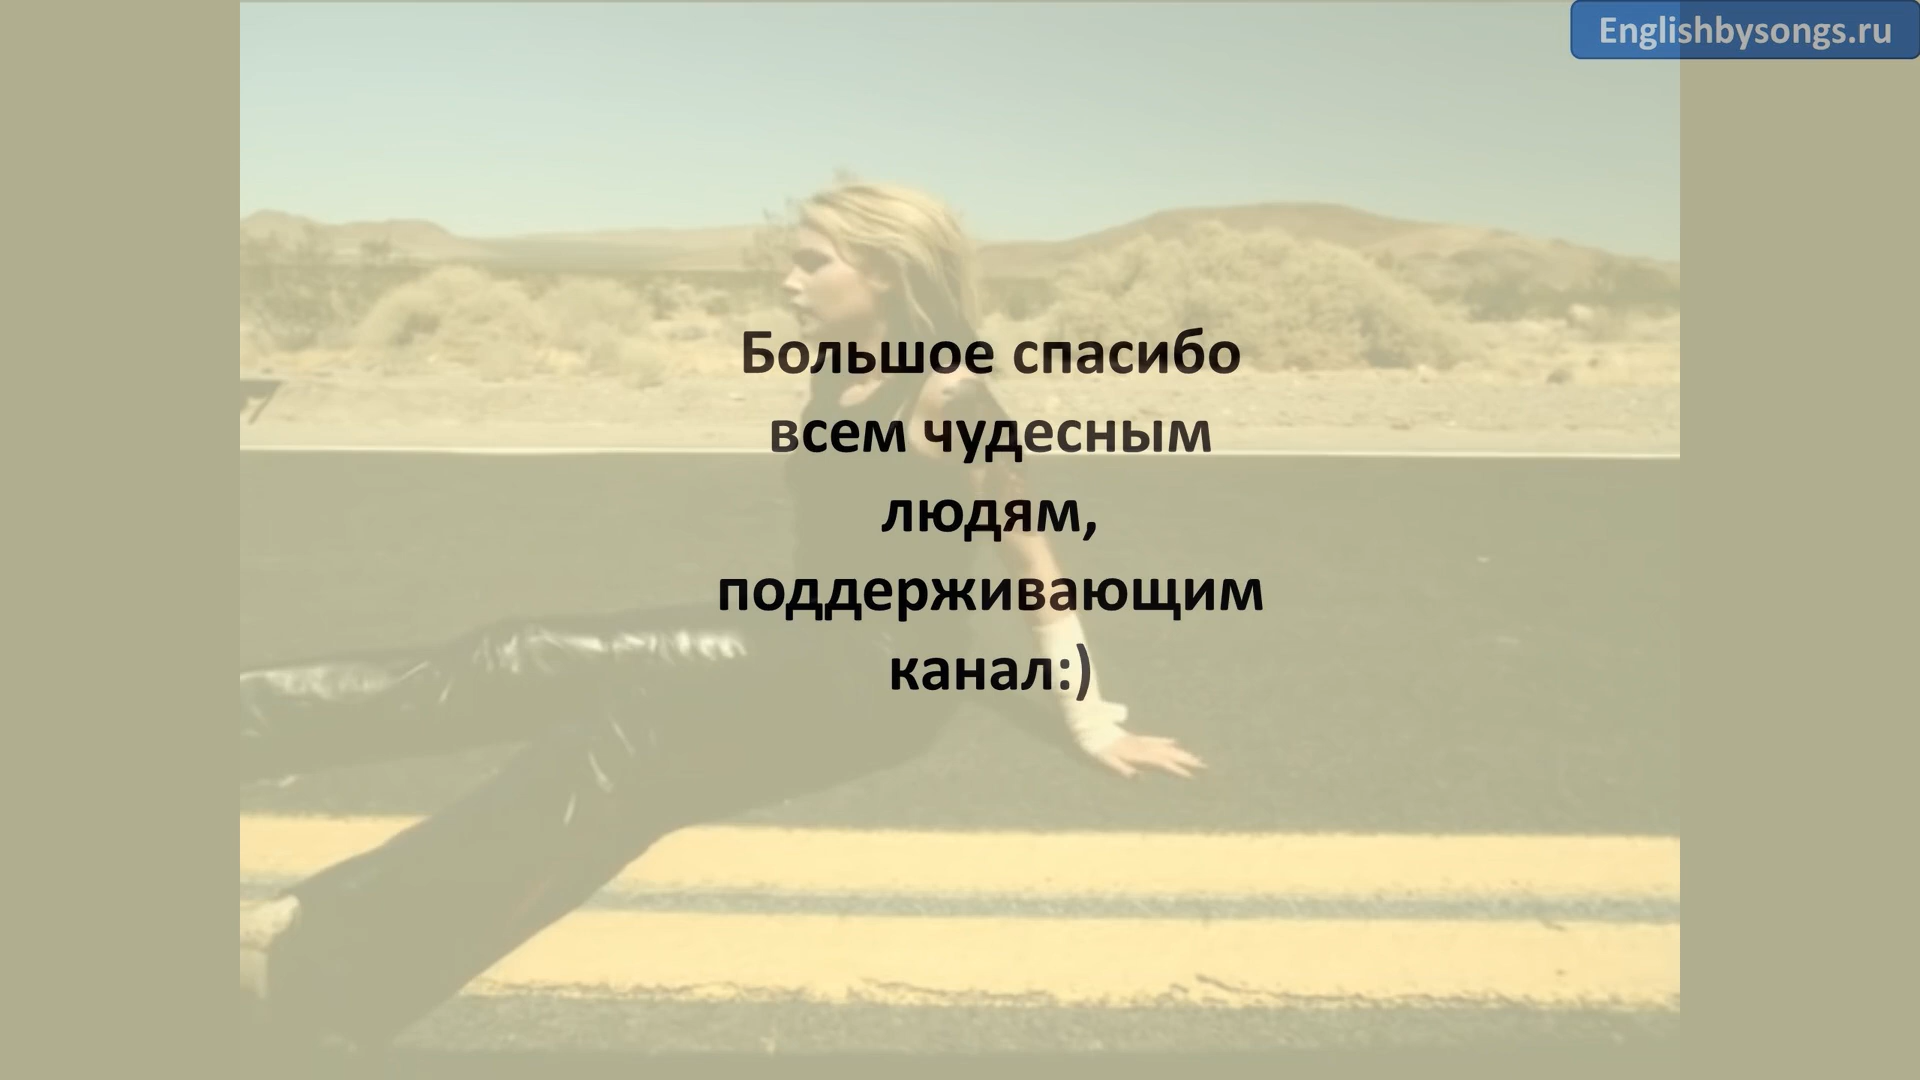 Englishbysongs.ru
Большое спасибо
всем чудесным
людям,
поддерживающим
канал:)